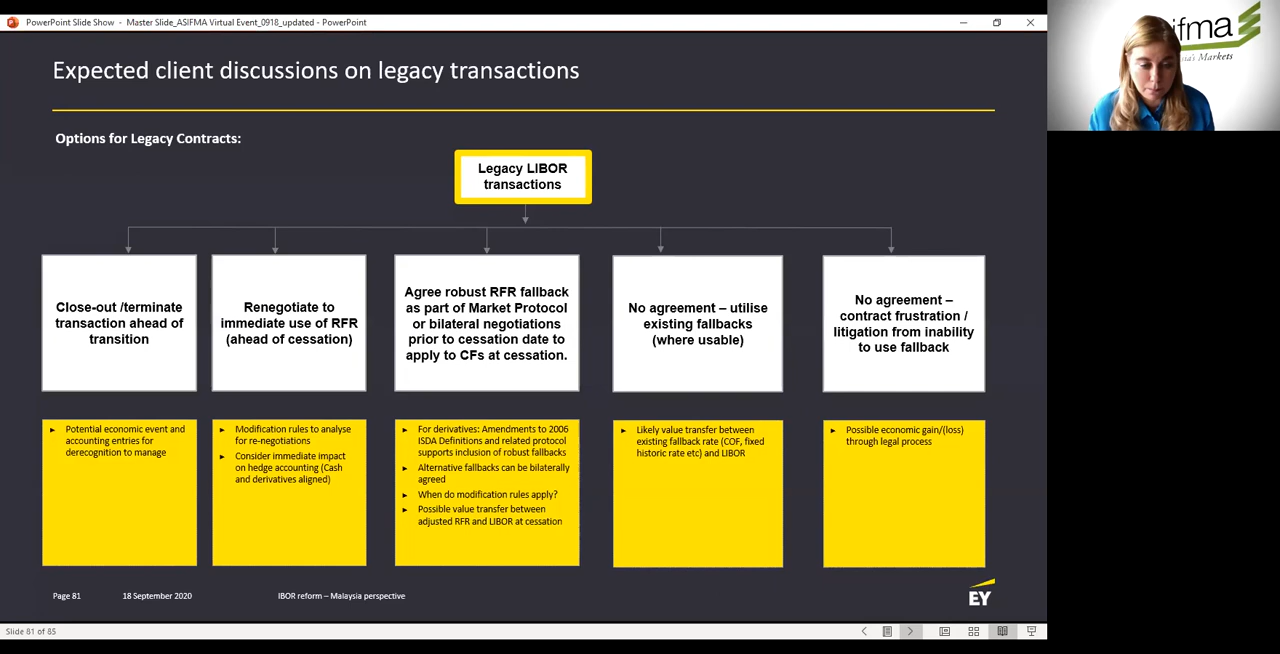 PowerPoint Slide Show - Master Slide_ASIFMA Virtual Event_0918_updated - PowerPoint
Expected client discussions on legacy transactions
Options for Legacy Contracts:
Legacy LIBOR
transactions
Close-out /terminate
transaction ahead of
transition
Renegotiate to
immediate use of RFR
(ahead of cessation)
Agree robust RFR fallback
as part of Market Protocol
or bilateral negotiations
prior to cessation date to
apply to CFs at cessation.
No agreement – utilise
existing fallbacks
(where usable)
No agreement –
contract frustration /
litigation from inability
to use fallback
Potential economic event and
accounting entries for
derecognition to manage
Modification rules to analyse
for re-negotiations
Consider immediate impact
on hedge accounting (Cash
and derivatives aligned)
For derivatives: Amendments to 2006
ISDA Definitions and related protocol
supports inclusion of robust fallbacks
Alternative fallbacks can be bilaterally
agreed
When do modification rules apply?
Possible value transfer between
adjusted RFR and LIBOR at cessation
Likely value transfer between
existing fallback rate (COF, fixed
historic rate etc) and LIBOR
Possible economic gain/(loss)
through legal process
Page 81
18 September 2020
IBOR reform – Malaysia perspective
EY
Slide 81 of 85
ifma
Markets